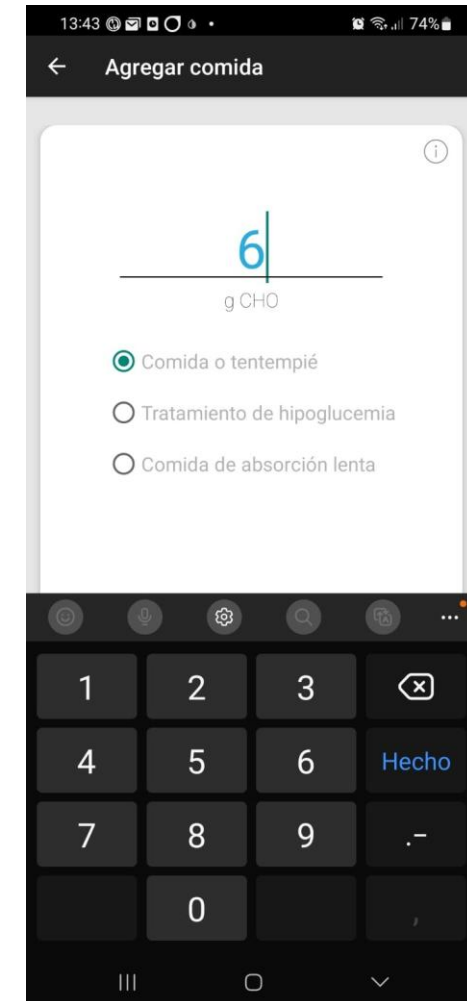 13:43
74%
Agregar comida
6
g CHO
Comida o tentempié
Tratamiento de hipoglucemia
Comida de absorción lenta
1 2 3
4 5 6 Hecho
7 8 9 .-
0 ,